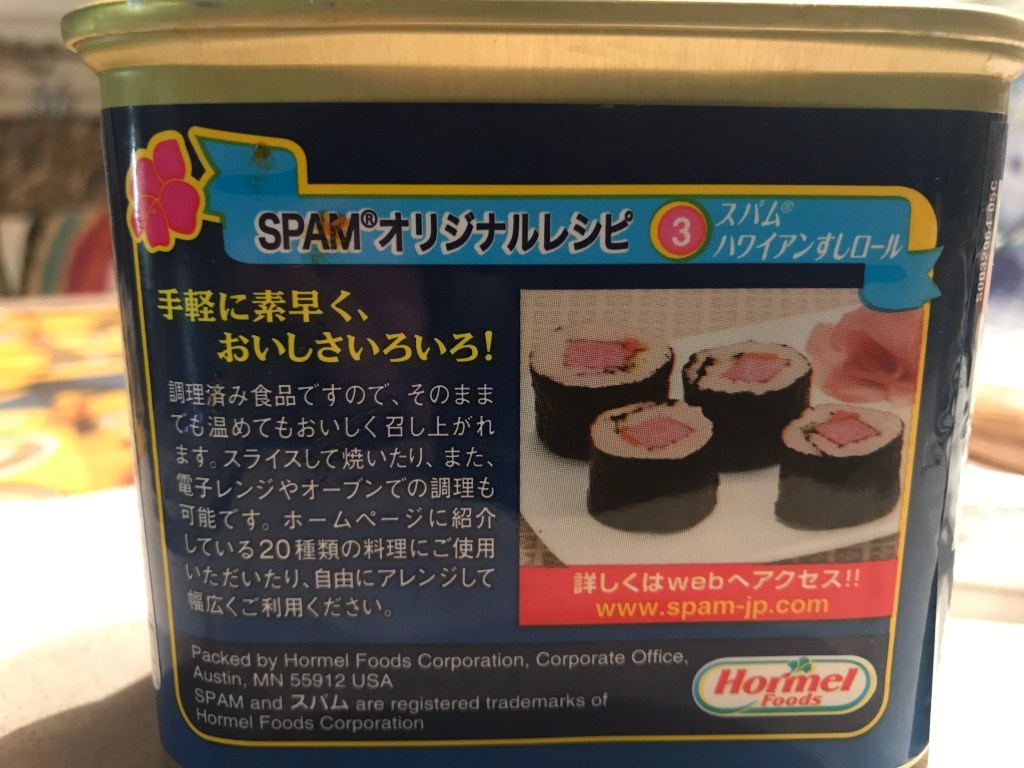 SPAM®オリジナルレシピ
3
スパム®
ハワイアンすしロール
手軽に素早く、
おいしさいろいろ!
調理済み食品ですので、そのまま
でも温めてもおいしく召し上がれ
ます。スライスして焼いたり、また、
電子レンジやオーブンでの調理も
可能です。ホームページに紹介
している20種類の料理にご使用
いただいたり、自由にアレンジして
幅広くご利用ください。
詳しくはwebへアクセス!!
www.spam-jp.com
Packed by Hormel Foods Corporation, Corporate Office,
Austin, MN 55912 USA
SPAM and スパム are registered trademarks of
Hormel Foods Corporation
Hormel
Foods